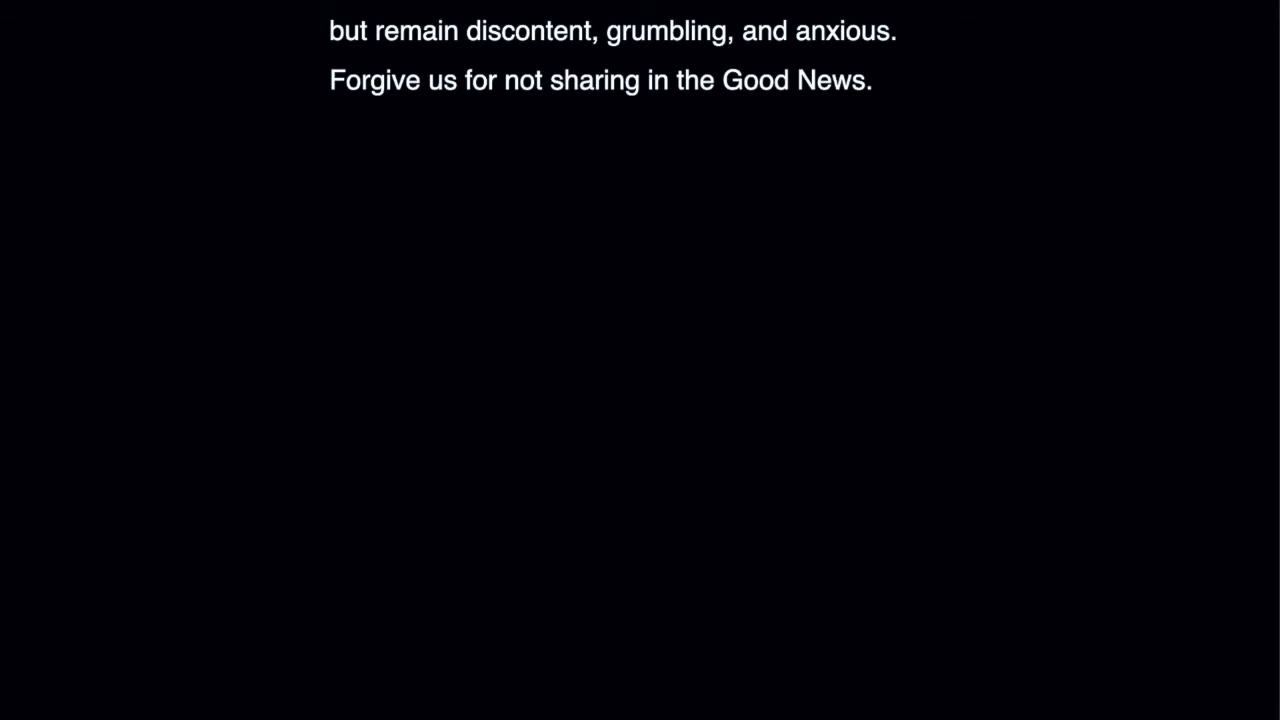 but remain discontent, grumbling, and anxious.
Forgive us for not sharing in the Good News.